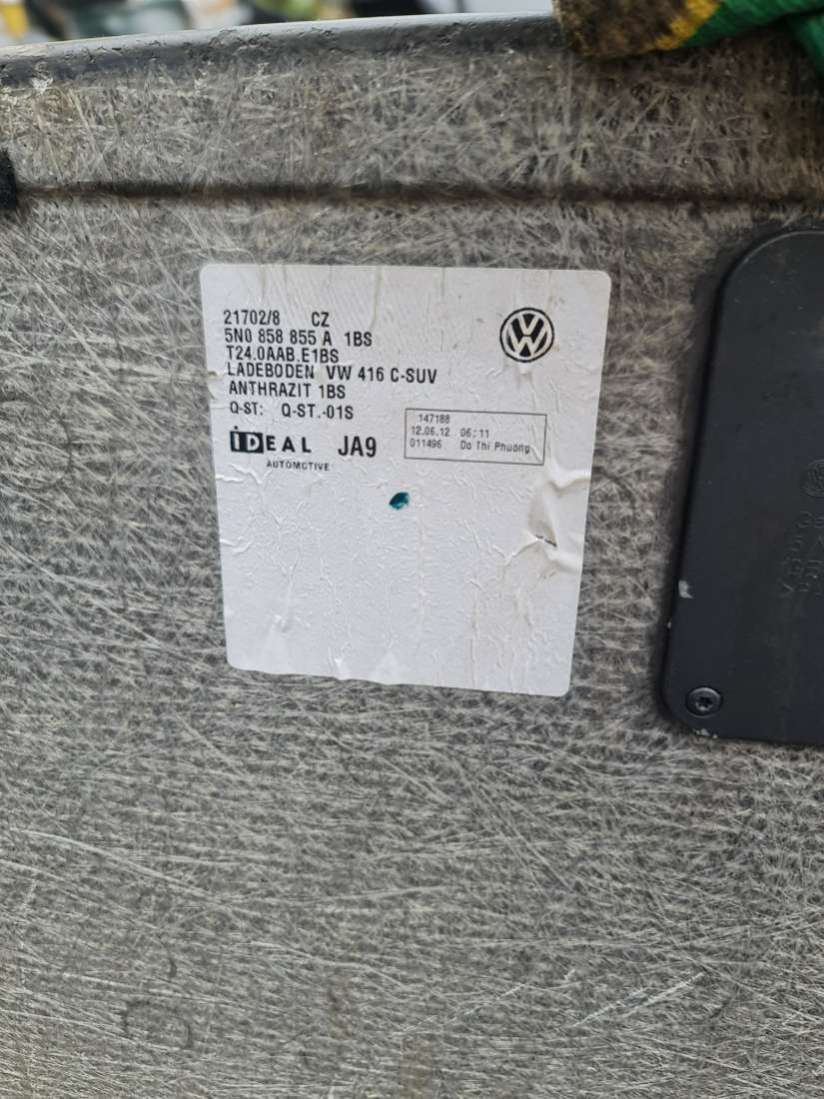 21702/8 CZ
5N0 858 855 A 1BS
T24.0AAB.E1BS
LADEBODEN VW 416 C-SUV
ANTHRAZIT 1BS
Q-ST: Q-ST.-01S
IDEAL JA9
AUTOMOTIVE
147188
12.06.12 06:11
011496 Do Thi Phuong